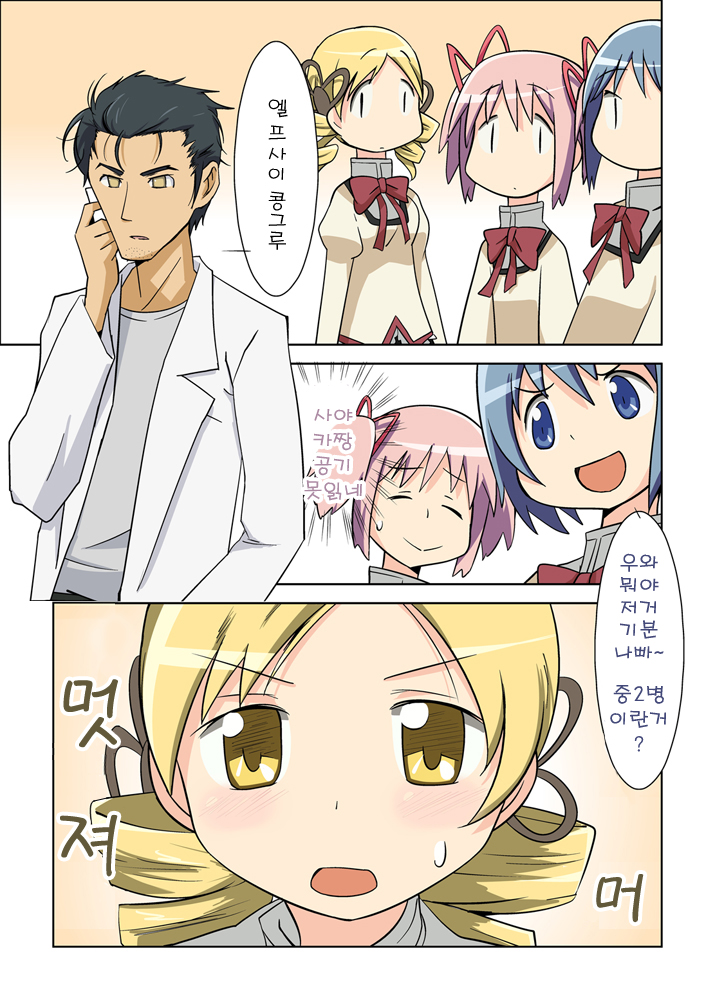 엘프사이 콩그루
사야
카짱
공기
못읽네
우와
뭐야
저거
기분
나빠~
중2병
이란거
?
머
멋
져